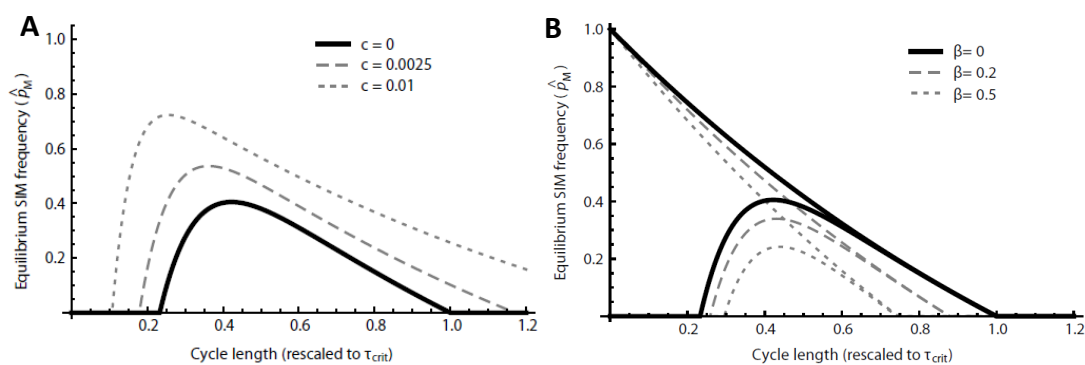 A
Equilibrium SIM frequency (p̂M)
1.0
0.8
0.6
0.4
0.2
c = 0
c = 0.0025
c = 0.01
0.2 0.4 0.6 0.8 1.0 1.2
Cycle length (rescaled to τcrit)
B
Equilibrium SIM frequency (p̂M)
1.0
0.8
0.6
0.4
0.2
β= 0
β= 0.2
β= 0.5
0.2 0.4 0.6 0.8 1.0 1.2
Cycle length (rescaled to τcrit)